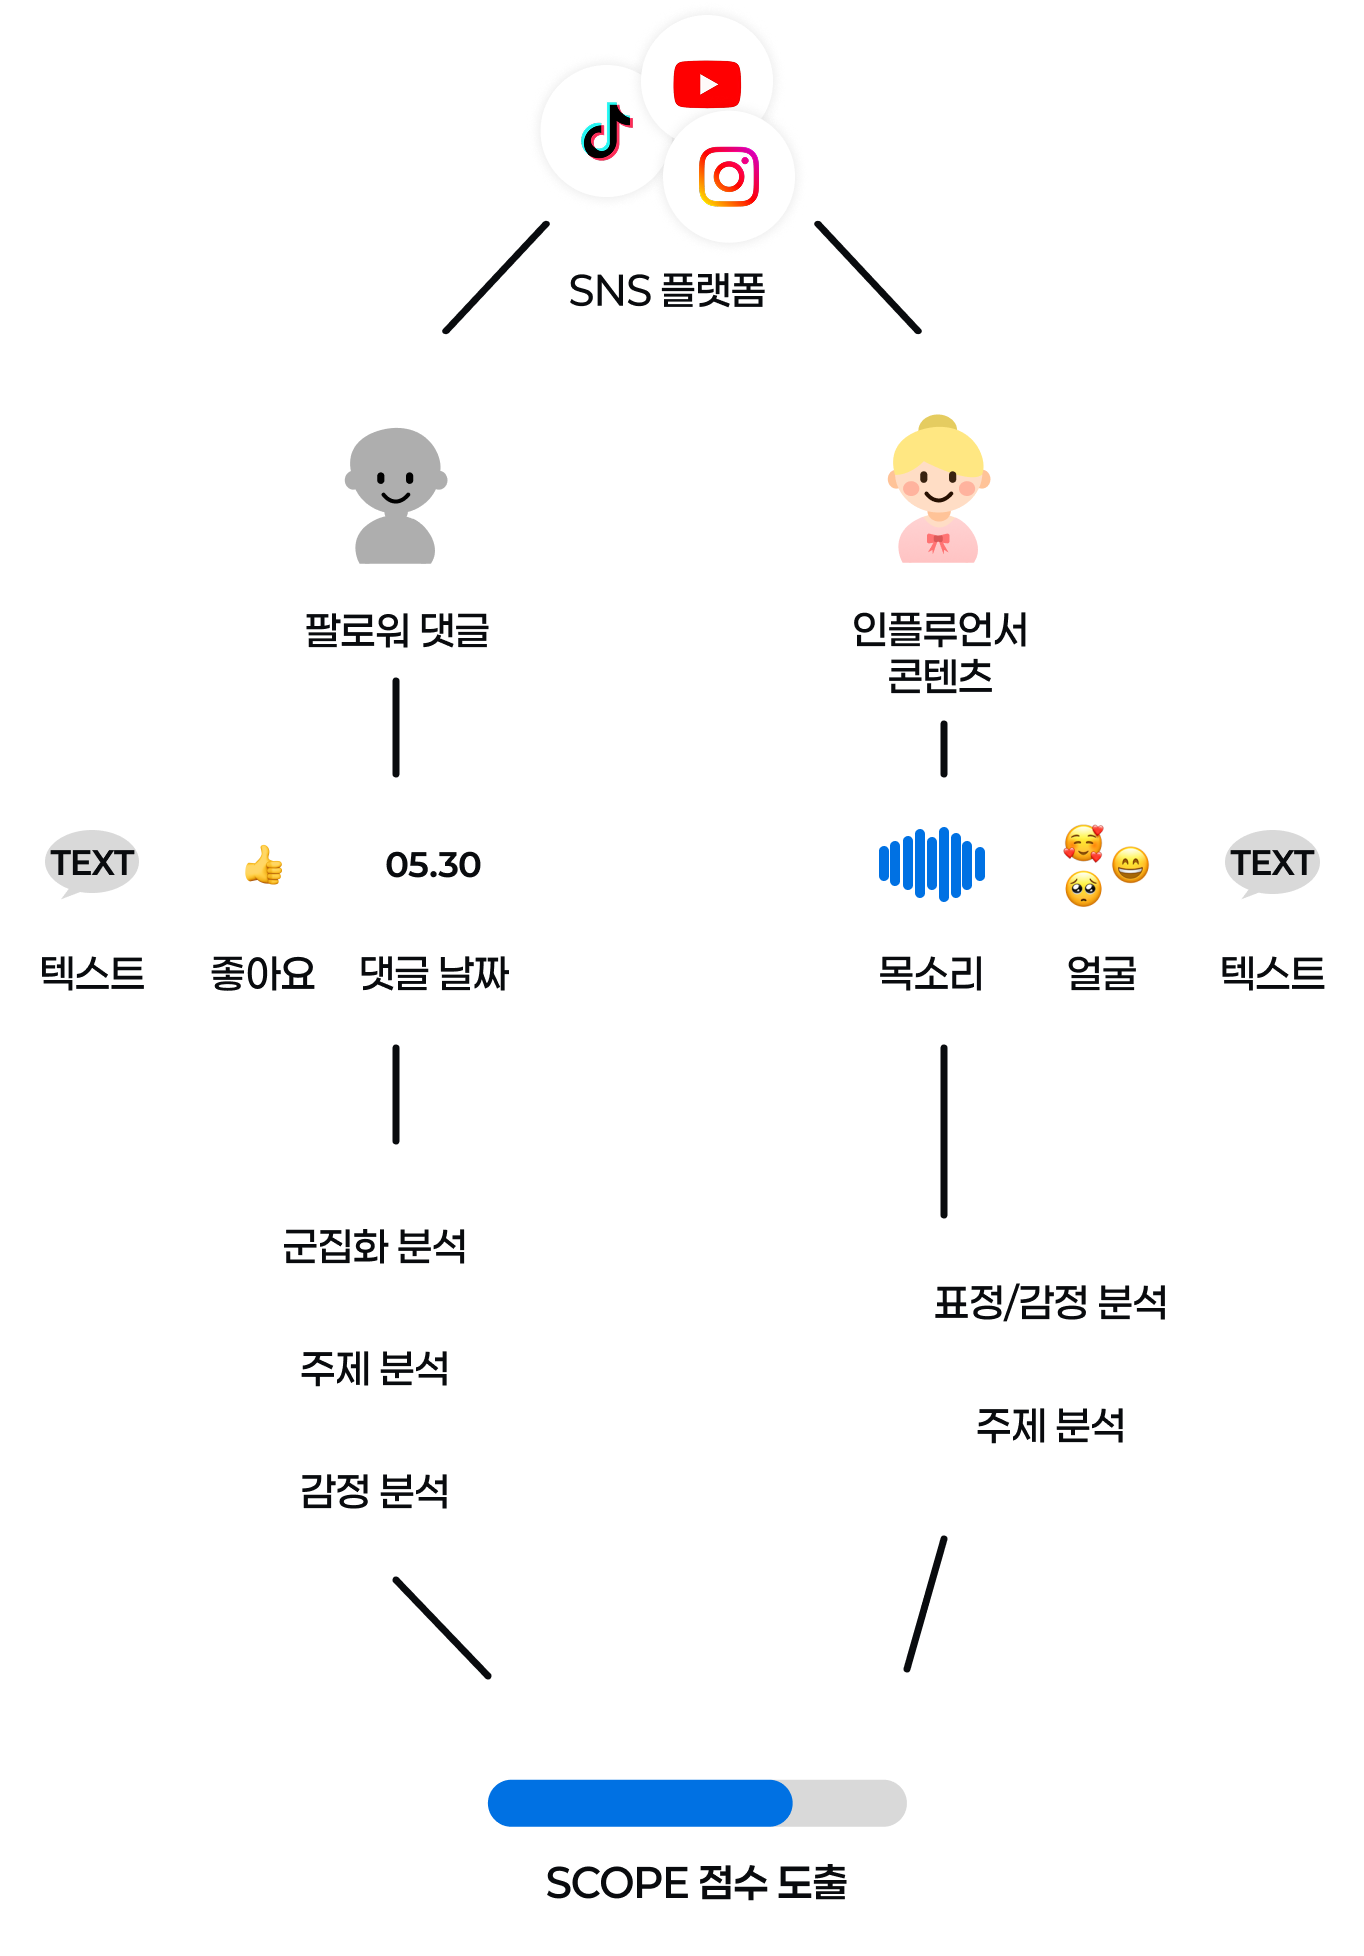 SNS 플랫폼
팔로워 댓글
인플루언서
콘텐츠
TEXT
05.30
TEXT
텍스트
좋아요
댓글 날짜
목소리
얼굴
텍스트
군집화 분석
주제 분석
감정 분석
표정/감정 분석
주제 분석
SCOPE 점수 도출